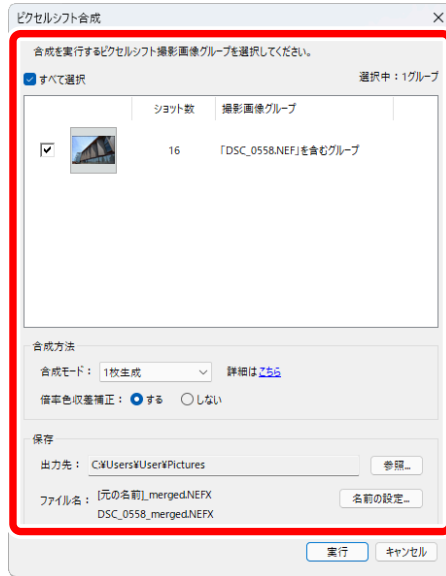 ピクセルシフト合成
合成を実行するピクセルシフト撮影画像グループを選択してください。
すべて選択 選択中：1グループ
ショット数 撮影画像グループ
16 「DSC_0558.NEF」を含むグループ
合成方法
合成モード： 1枚生成 詳細はこちら
倍率色収差補正： する しない
保存
出力先： C:¥Users¥User¥Pictures 参照...
ファイル名： [元の名前]_merged.NEFX 名前の設定...
DSC_0558_merged.NEFX
実行 キャンセル